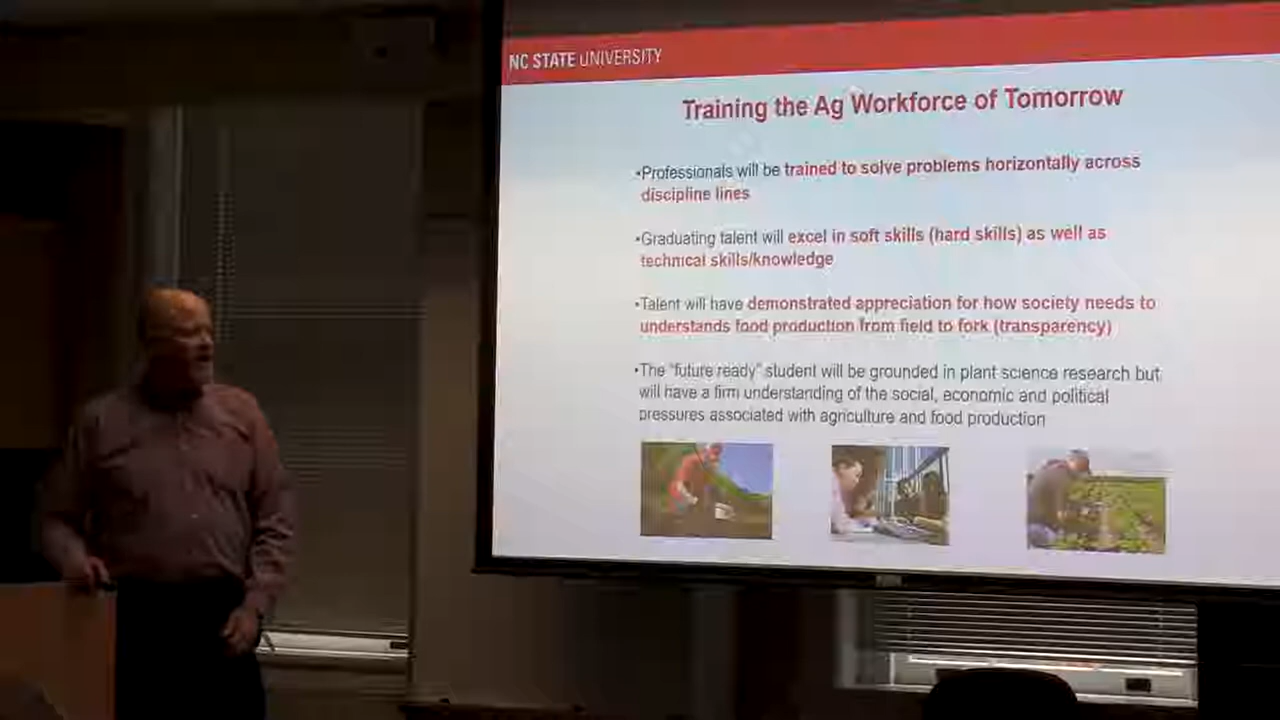 NC STATE UNIVERSITY
Training the Ag Workforce of Tomorrow
•Professionals will be trained to solve problems horizontally across
discipline lines
•Graduating talent will excel in soft skills (hard skills) as well as
technical skills/knowledge
•Talent will have demonstrated appreciation for how society needs to
understands food production from field to fork (transparency)
•The "future ready" student will be grounded in plant science research but
will have a firm understanding of the social, economic and political
pressures associated with agriculture and food production